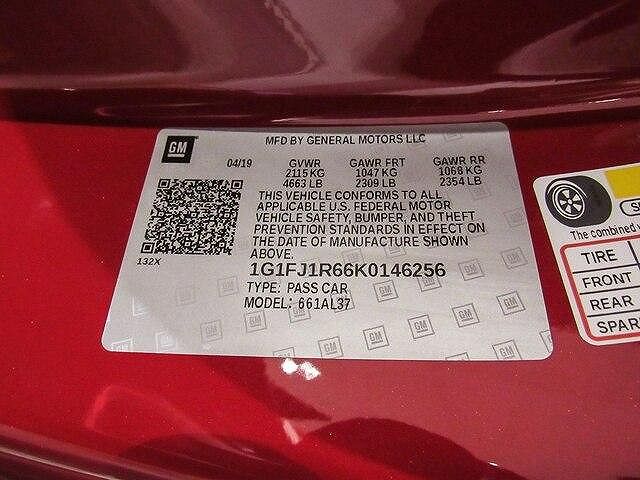 GM
MFD BY GENERAL MOTORS LLC
04/19 GVWR GAWR FRT GAWR RR
2115 KG 1047 KG 1068 KG
4663 LB 2309 LB 2354 LB
THIS VEHICLE CONFORMS TO ALL
APPLICABLE U.S. FEDERAL MOTOR
VEHICLE SAFETY, BUMPER, AND THEFT
PREVENTION STANDARDS IN EFFECT ON
THE DATE OF MANUFACTURE SHOWN
ABOVE.
132X
1G1FJ1R66K0146256
TYPE: PASS CAR
MODEL: 661AL37
The combined
TIRE
FRONT
REAR
SPAR